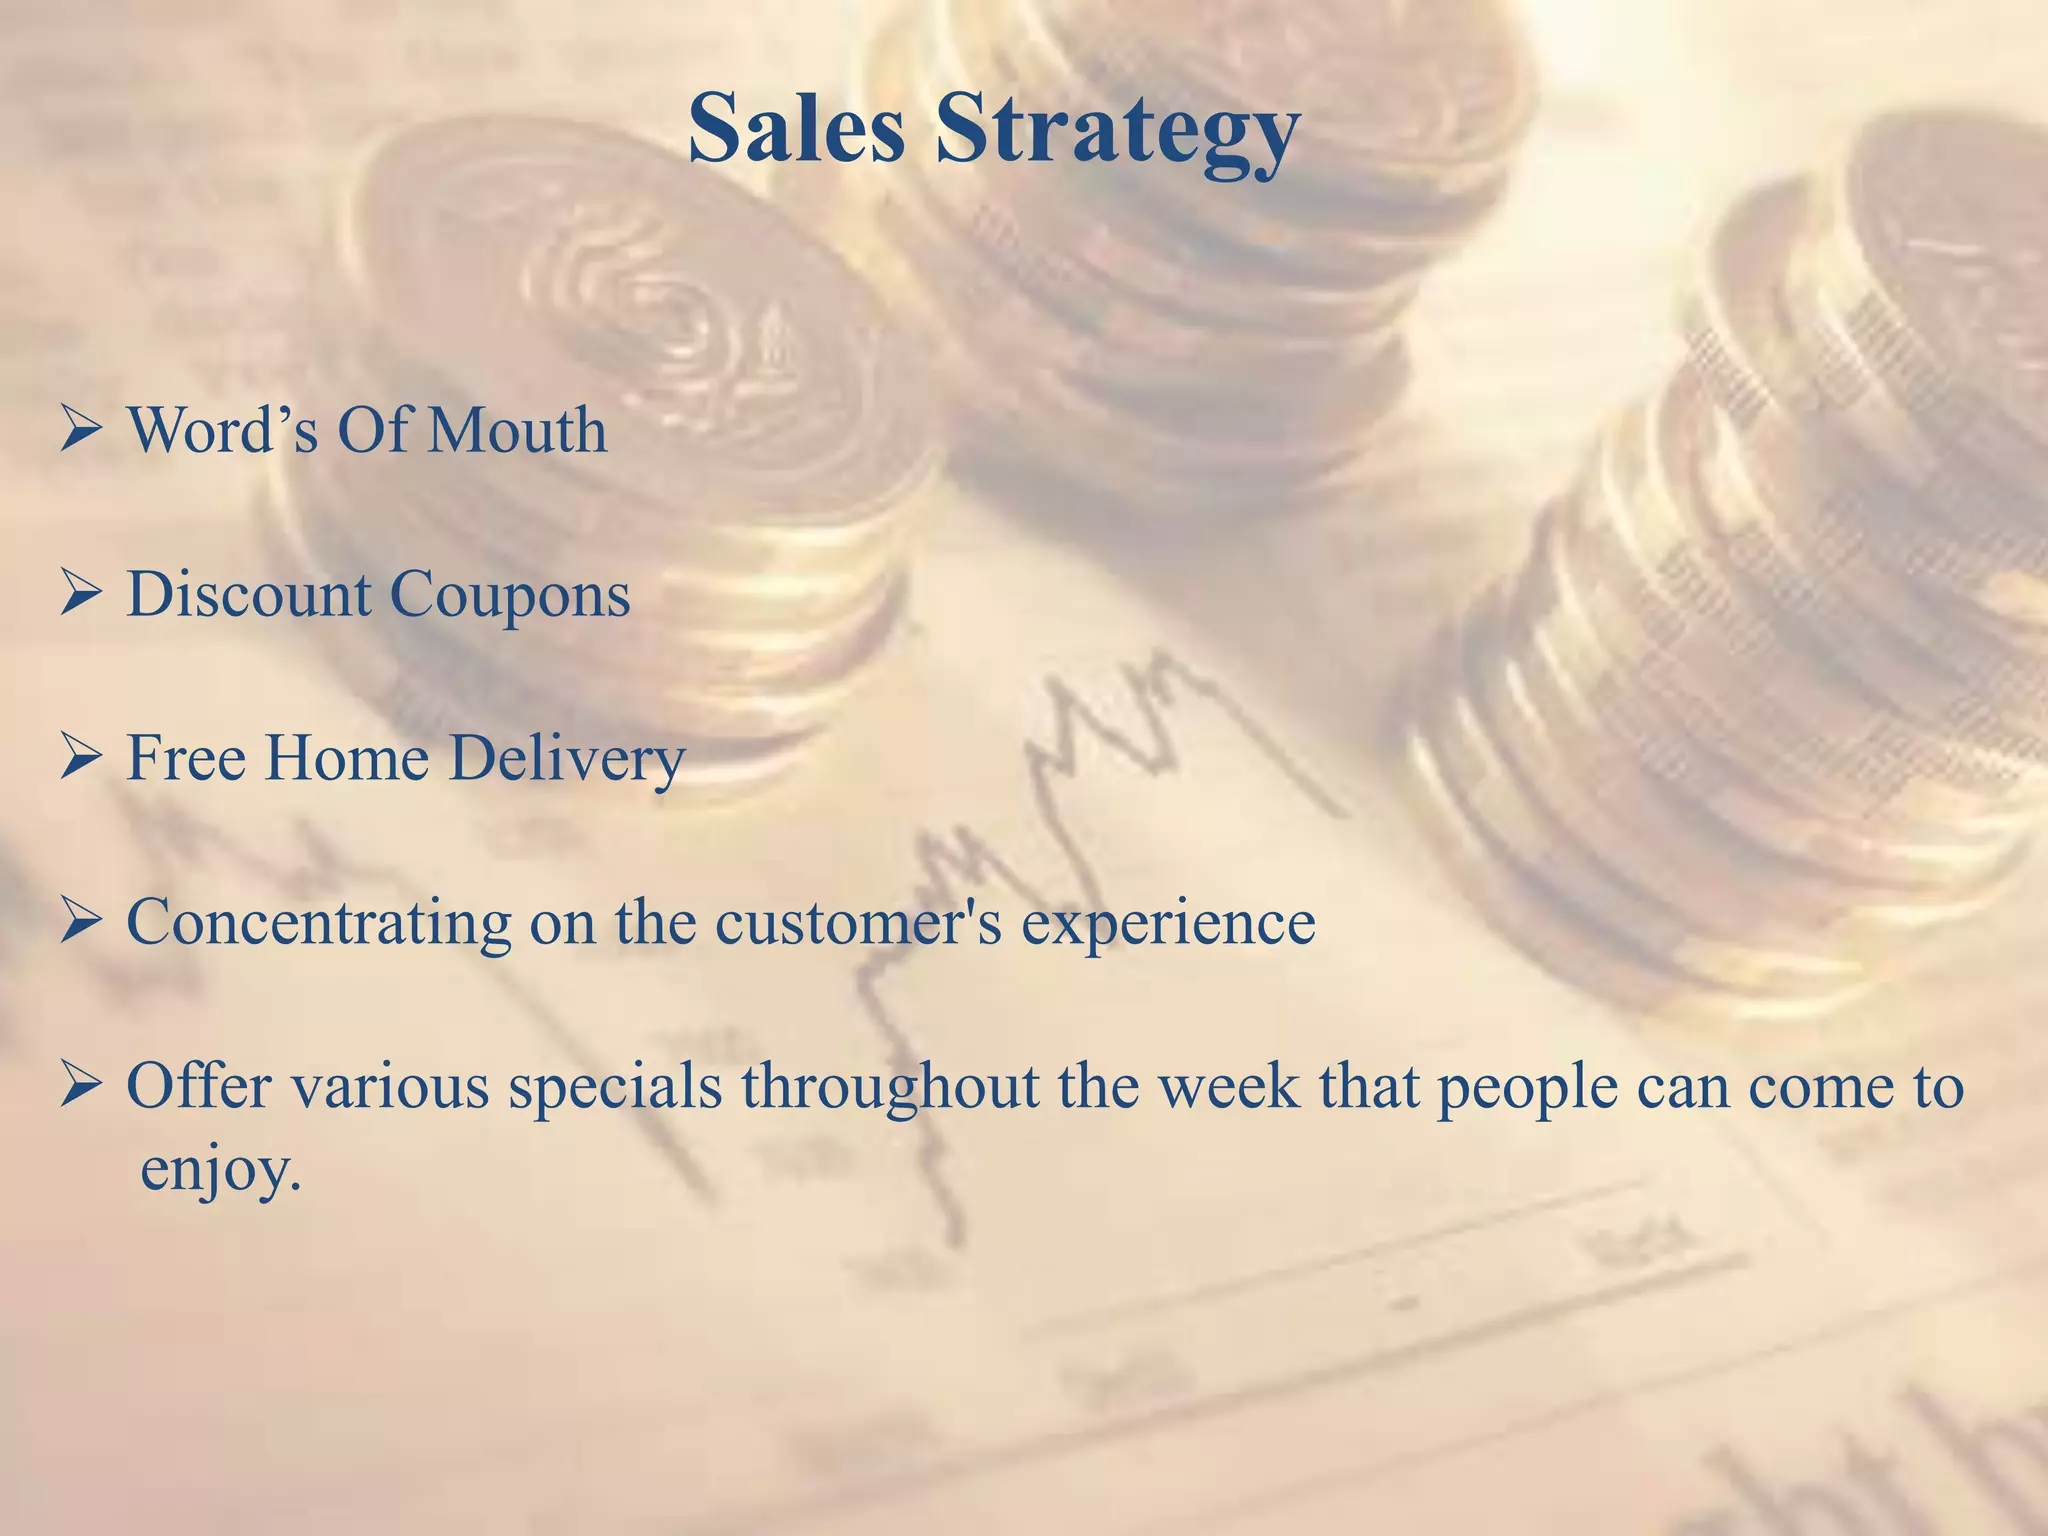 Sales Strategy
➢ Word’s Of Mouth
➢ Discount Coupons
➢ Free Home Delivery
➢ Concentrating on the customer's experience
➢ Offer various specials throughout the week that people can come to
enjoy.